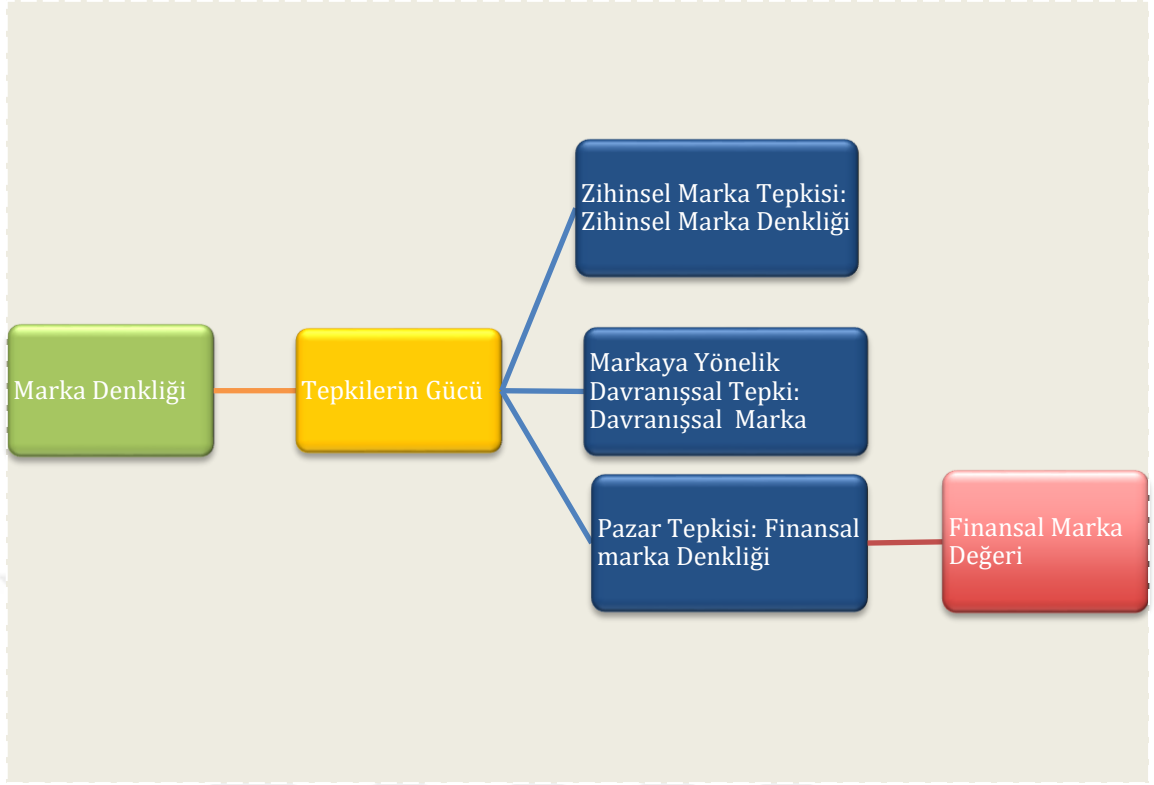 Marka Denkliği
Tepkilerin Gücü
Zihinsel Marka Tepkisi:
Zihinsel Marka Denkliği
Markaya Yönelik
Davranışsal Tepki:
Davranışsal  Marka
Pazar Tepkisi: Finansal
marka Denkliği
Finansal Marka
Değeri